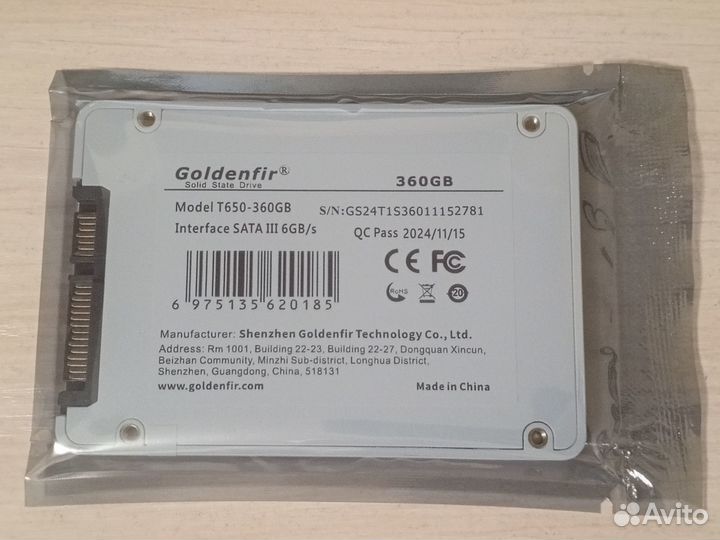 Goldenfir®
Solid State Drive
360GB
Model T650-360GB
S/N:GS24T1S36011152781
Interface SATA III 6GB/s
QC Pass 2024/11/15
CE FC
RoHS
20
6 975135 620185
Manufacturer: Shenzhen Goldenfir Technology Co., Ltd.
Address: Rm 1001, Building 22-23, Building 22-27, Dongquan Xincun,
Beizhan Community, Minzhi Sub-district, Longhua District,
Shenzhen, Guangdong, China, 518131
www.goldenfir.com
Made in China
Avito